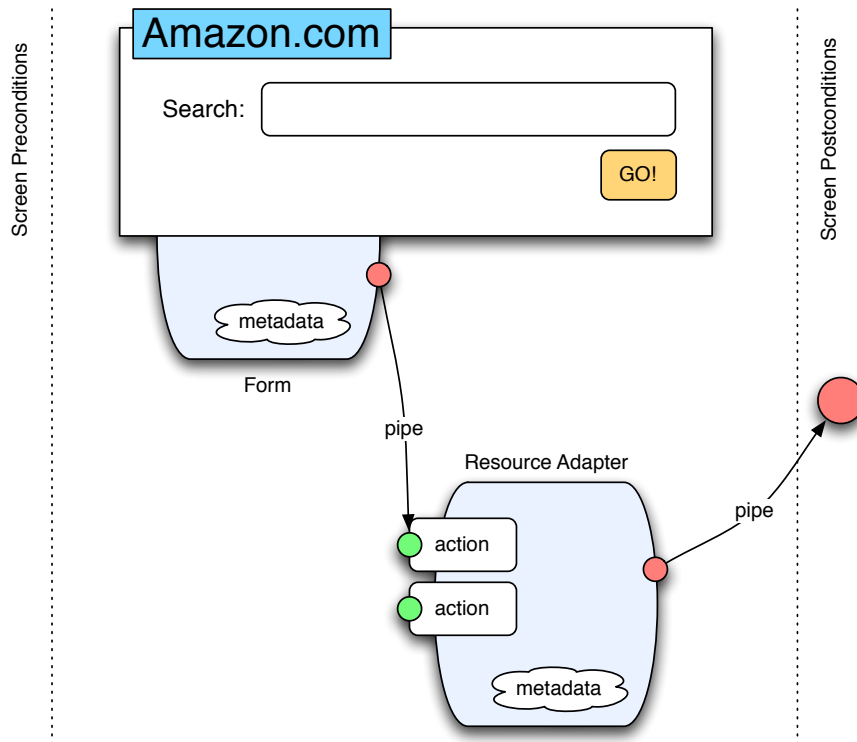 Amazon.com
Screen Preconditions
Screen Postconditions
Search:
GO!
metadata
Form
pipe
Resource Adapter
pipe
action
action
metadata